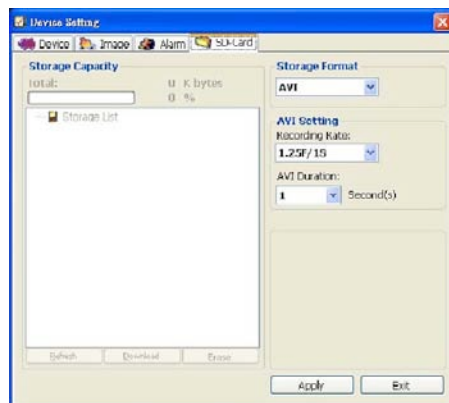 Device Setting
Device Image Alarm SD-Card
Storage Capacity
Total: 0 K bytes
0 %
Storage List
Refresh Download Erase
Storage Format
AVI
AVI Setting
Recording Rate:
1.25F/1S
AVI Duration:
1 Second(s)
Apply Exit